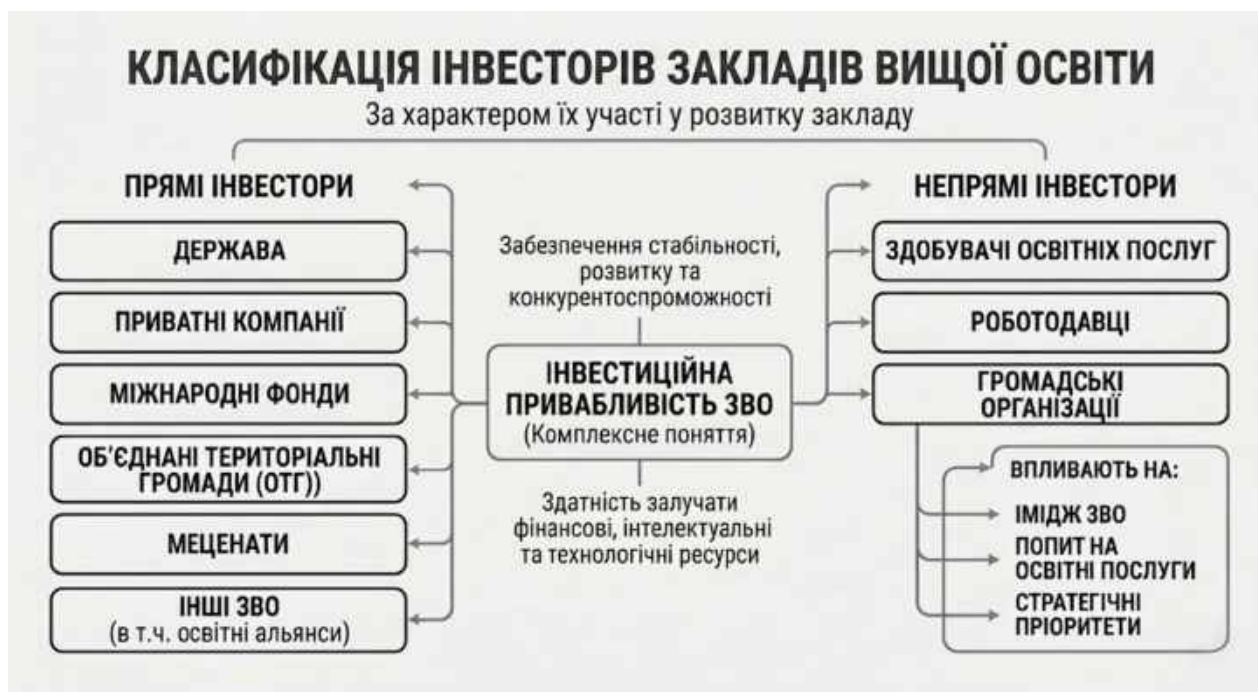 КЛАСИФІКАЦІЯ ІНВЕСТОРІВ ЗАКЛАДІВ ВИЩОЇ ОСВІТИ
За характером їх участі у розвитку закладу
ПРЯМІ ІНВЕСТОРИ
ДЕРЖАВА
ПРИВАТНІ КОМПАНІЇ
МІЖНАРОДНІ ФОНДИ
ОБ'ЄДНАНІ ТЕРИТОРІАЛЬНІ
ГРОМАДИ (ОТГ))
МЕЦЕНАТИ
ІНШІ ЗВО
(в т.ч. освітні альянси)
Забезпечення стабільності,
розвитку та
конкурентоспроможності
ІНВЕСТИЦІЙНА
ПРИВАБЛИВІСТЬ ЗВО
(Комплексне поняття)
Здатність залучати
фінансові, інтелектуальні
та технологічні ресурси
НЕПРЯМІ ІНВЕСТОРИ
ЗДОБУВАЧІ ОСВІТНІХ ПОСЛУГ
РОБОТОДАВЦІ
ГРОМАДСЬКІ
ОРГАНІЗАЦІЇ
ВПЛИВАЮТЬ НА:
ІМІДЖ ЗВО
ПОПИТ НА
ОСВІТНІ ПОСЛУГИ
СТРАТЕГІЧНІ
ПРІОРИТЕТИ